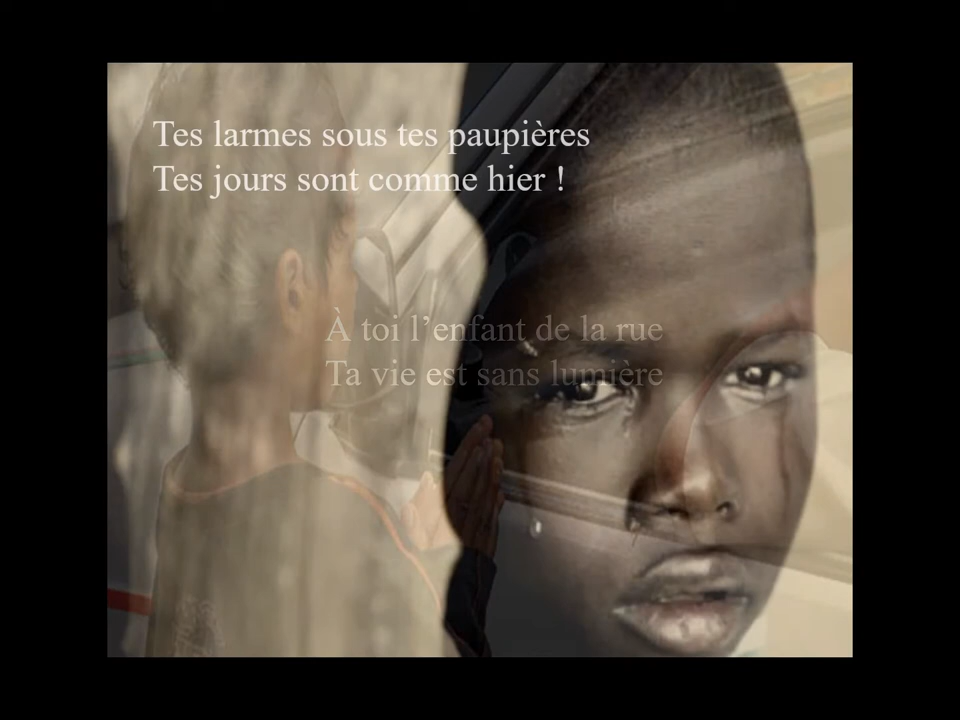 Tes larmes sous tes paupières
Tes jours sont comme hier !
À toi l’enfant de la rue
Ta vie est sans lumière